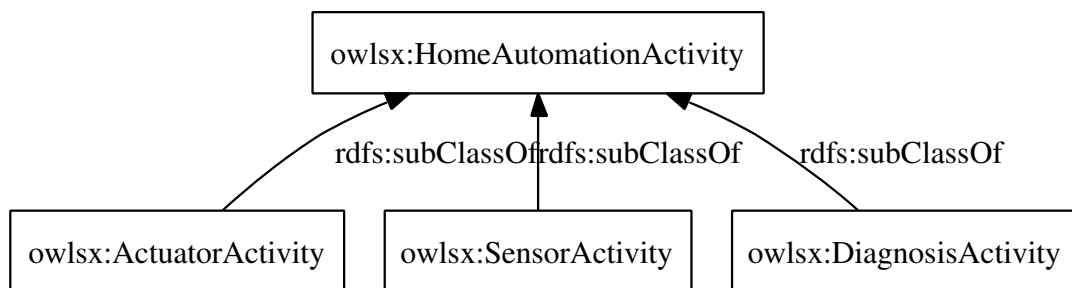 owlsx:HomeAutomationActivity
rdfs:subClassOf rdfs:subClassOf rdfs:subClassOf
owlsx:ActuatorActivity owlsx:SensorActivity owlsx:DiagnosisActivity